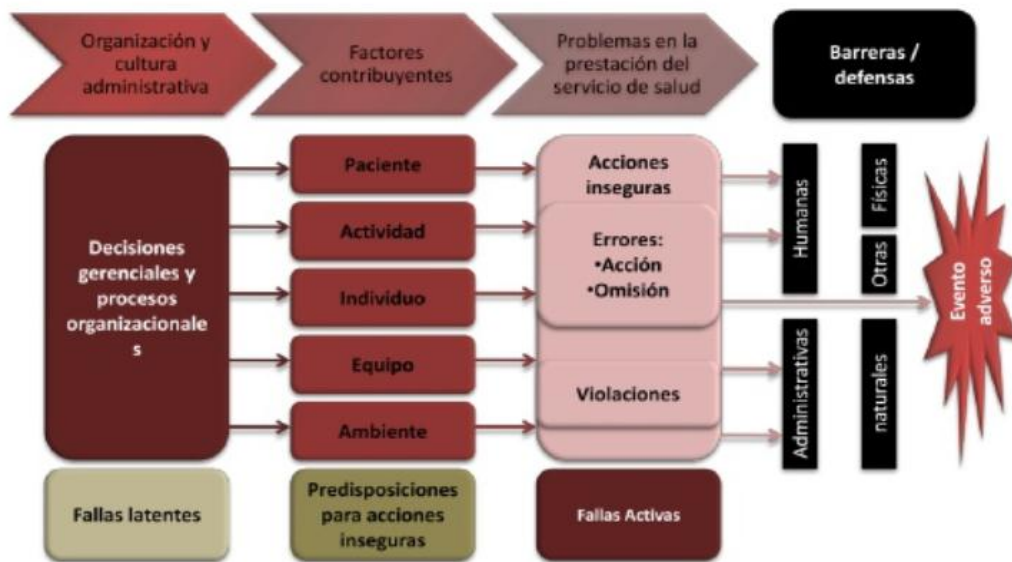 Organización y
cultura
administrativa
Factores
contribuyentes
Problemas en la
prestación del
servicio de salud
Barreras /
defensas
Decisiones
gerenciales y
procesos
organizacionale
s
Paciente
Actividad
Individuo
Equipo
Ambiente
Acciones
inseguras
Errores:
•Acción
•Omisión
Violaciones
Humanas
Físicas
Otras
Administrativas
naturales
Evento
adverso
Fallas latentes
Predisposiciones
para acciones
inseguras
Fallas Activas